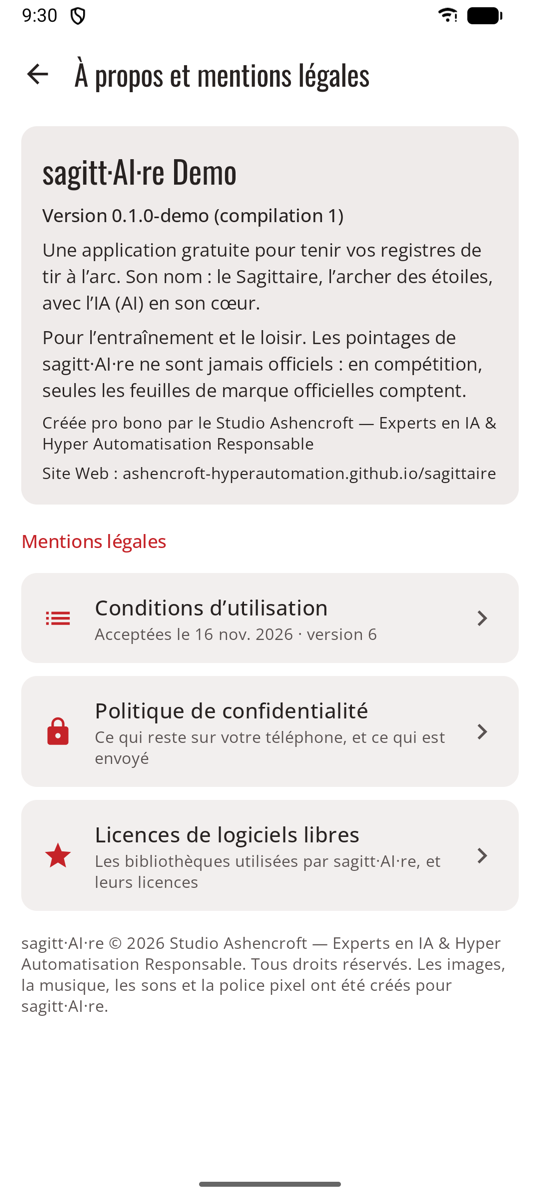 9:30
À propos et mentions légales
sagitt·AI·re Demo
Version 0.1.0-demo (compilation 1)
Une application gratuite pour tenir vos registres de
tir à l’arc. Son nom : le Sagittaire, l’archer des étoiles,
avec l’IA (AI) en son cœur.
Pour l’entraînement et le loisir. Les pointages de
sagitt·AI·re ne sont jamais officiels : en compétition,
seules les feuilles de marque officielles comptent.
Créée pro bono par le Studio Ashencroft — Experts en IA &
Hyper Automatisation Responsable
Site Web : ashencroft-hyperautomation.github.io/sagittaire
Mentions légales
Conditions d’utilisation
Acceptées le 16 nov. 2026 · version 6
Politique de confidentialité
Ce qui reste sur votre téléphone, et ce qui est
envoyé
Licences de logiciels libres
Les bibliothèques utilisées par sagitt·AI·re, et
leurs licences
sagitt·AI·re © 2026 Studio Ashencroft — Experts en IA & Hyper
Automatisation Responsable. Tous droits réservés. Les images,
la musique, les sons et la police pixel ont été créés pour
sagitt·AI·re.